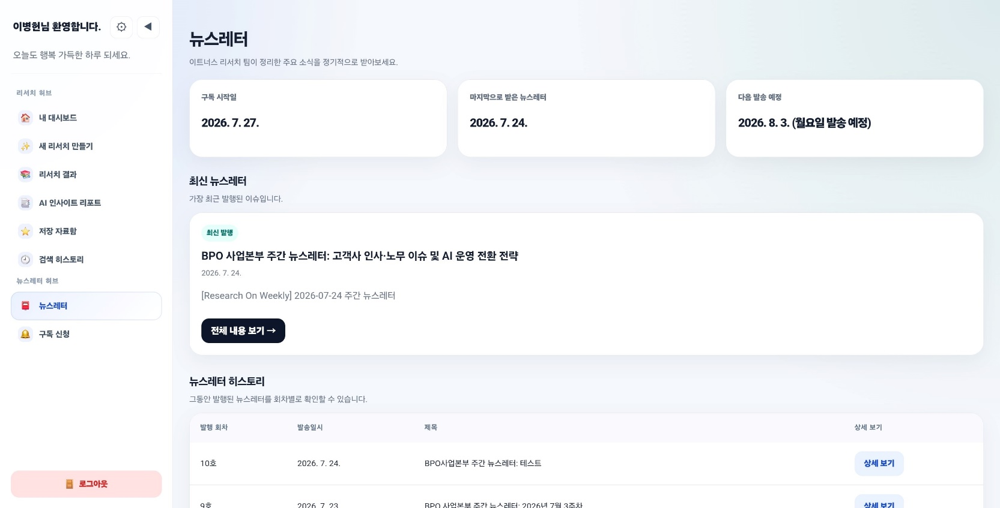 이병헌님 환영합니다.
오늘도 행복 가득한 하루 되세요.
리서치 허브
내 대시보드
새 리서치 만들기
리서치 결과
AI 인사이트 리포트
저장 자료함
검색 히스토리
뉴스레터 허브
뉴스레터
구독 신청
로그아웃
뉴스레터
이트너스 리서치 팀이 정리한 주요 소식을 정기적으로 받아보세요.
구독 시작일
2026. 7. 27.
마지막으로 받은 뉴스레터
2026. 7. 24.
다음 발송 예정
2026. 8. 3. (월요일 발송 예정)
최신 뉴스레터
가장 최근 발행된 이슈입니다.
최신 발행
BPO 사업본부 주간 뉴스레터: 고객사 인사·노무 이슈 및 AI 운영 전환 전략
2026. 7. 24.
[Research On Weekly] 2026-07-24 주간 뉴스레터
전체 내용 보기 →
뉴스레터 히스토리
그동안 발행된 뉴스레터를 회차별로 확인할 수 있습니다.
발행 회차 발송일시 제목 상세 보기
10호 2026. 7. 24. BPO사업본부 주간 뉴스레터: 테스트 상세 보기
9호 2026. 7. 23. BPO 사업본부 주간 뉴스레터: 2026년 7월 3주차 상세 보기